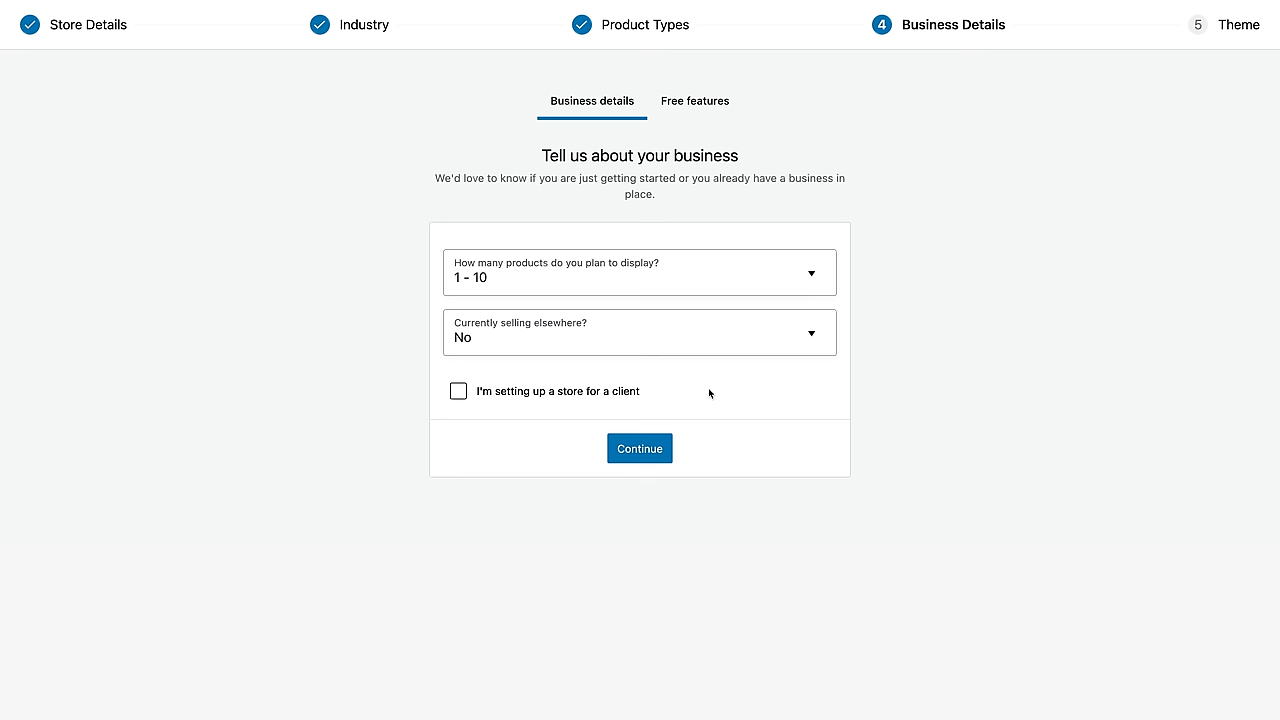 Store Details
Industry
Product Types
4 Business Details
5 Theme
Business details
Free features
Tell us about your business
We'd love to know if you are just getting started or you already have a business in
place.
How many products do you plan to display?
1 - 10
Currently selling elsewhere?
No
I'm setting up a store for a client
Continue